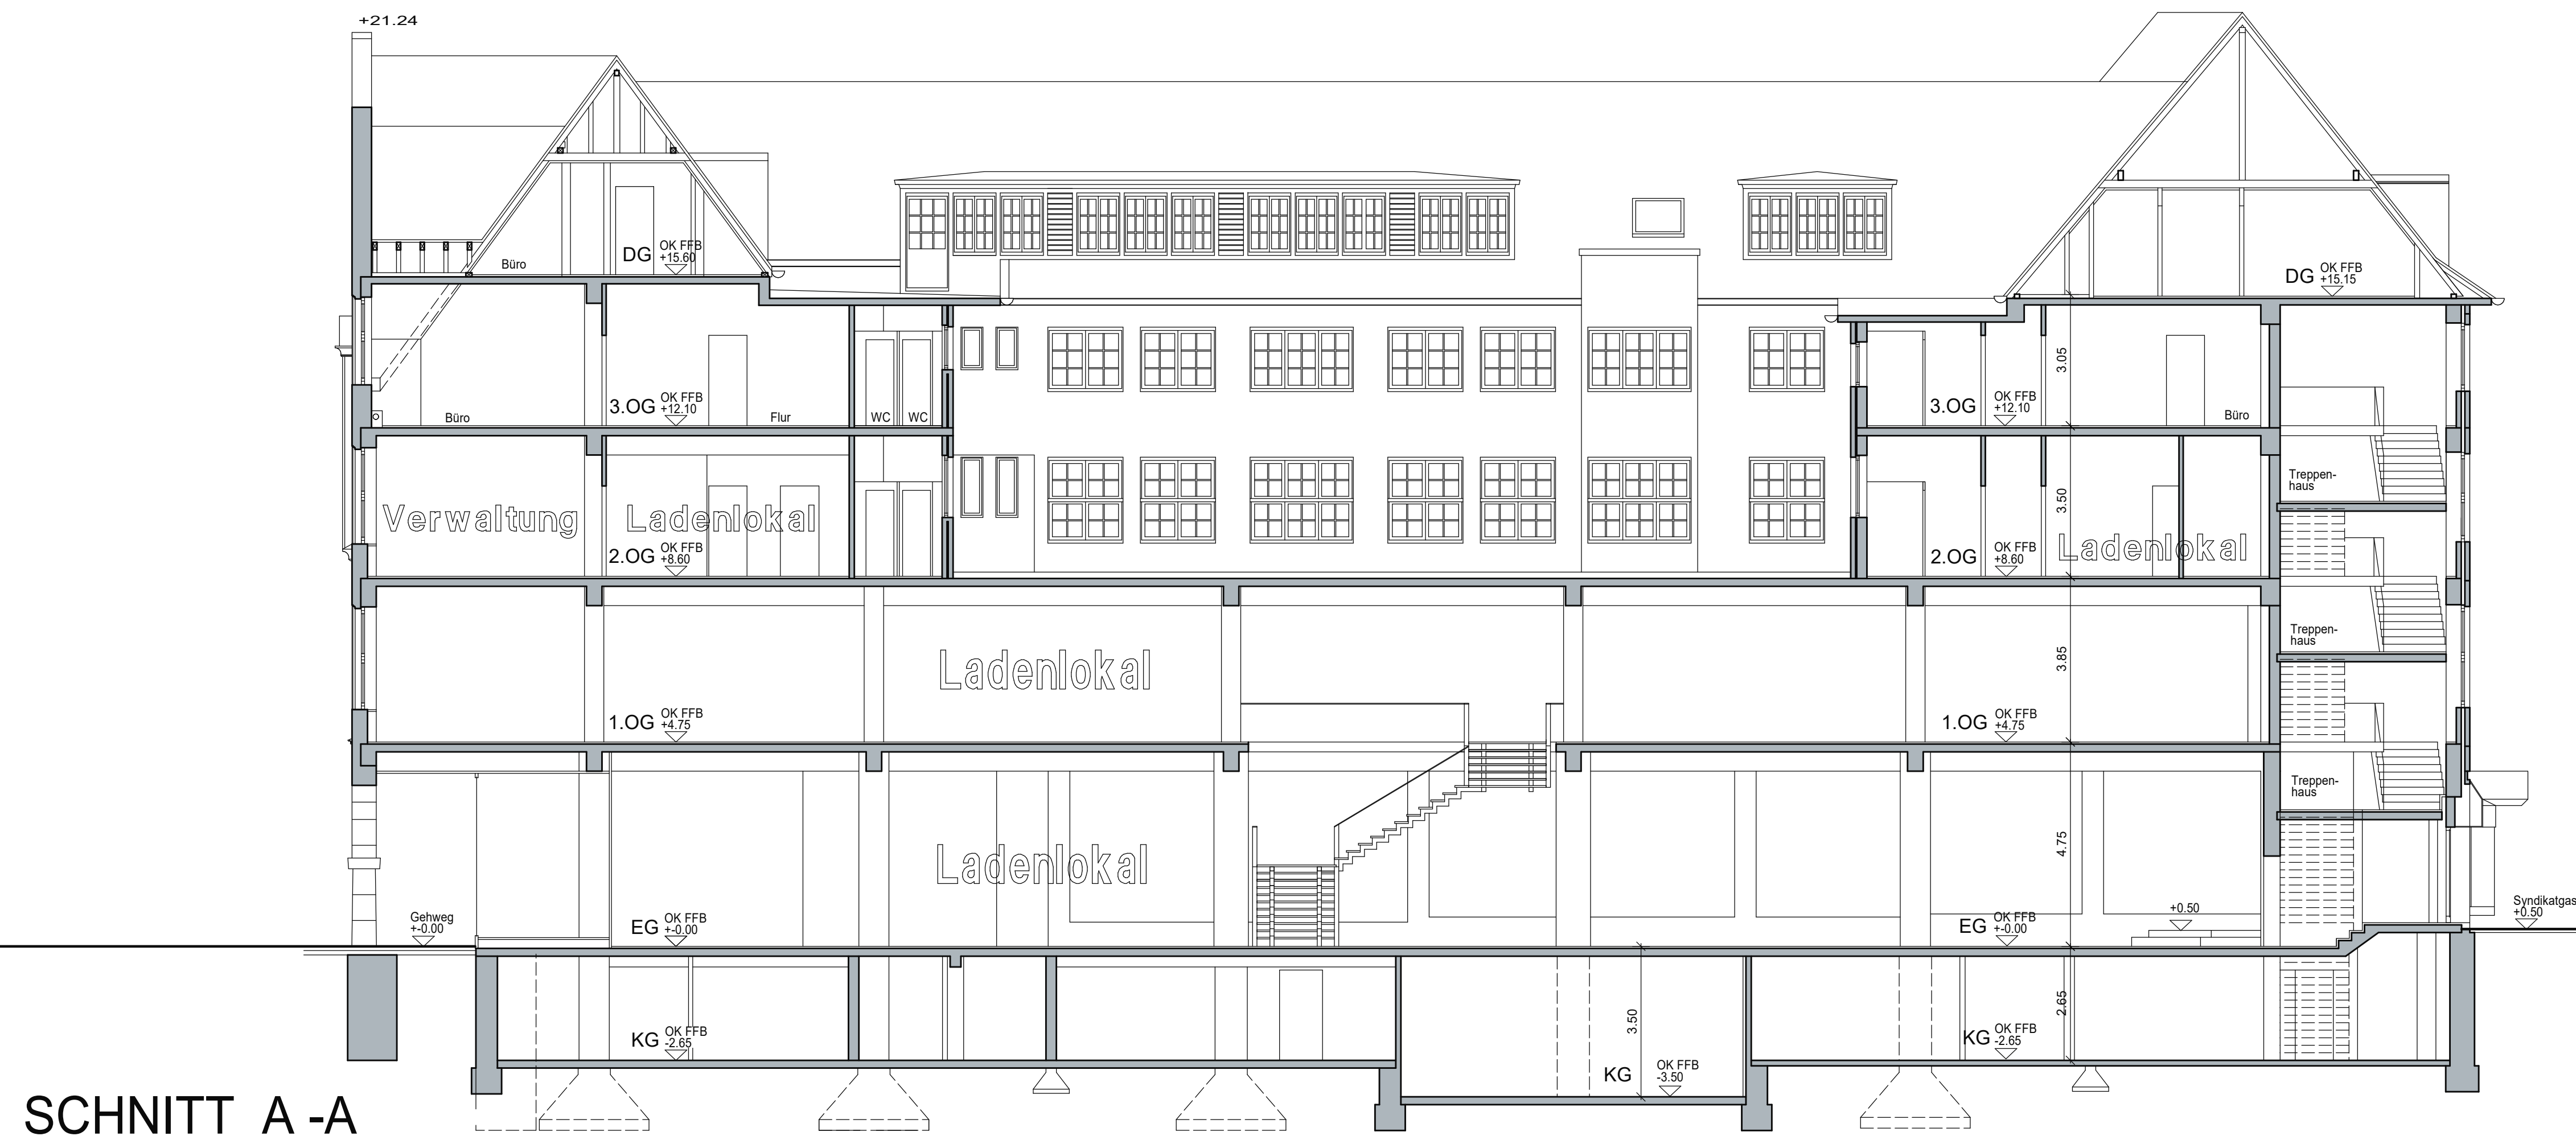 +21.24
Büro
DG OK FFB
+15.60
DG OK FFB
+15.15
Büro
3.OG OK FFB
+12.10
Flur
WC WC
3.OG OK FFB
+12.10
3.05
Büro
Verwaltung
Ladenlokal
2.OG OK FFB
+8.60
2.OG OK FFB
+8.60
3.50
Ladenlokal
Treppen-
haus
Ladenlokal
1.OG OK FFB
+4.75
1.OG OK FFB
+4.75
3.85
Treppen-
haus
Gehweg
+-0.00
Ladenlokal
EG OK FFB
+-0.00
EG OK FFB
+-0.00
4.75
+0.50
Treppen-
haus
Syndikatgas
+0.50
KG OK FFB
-2.65
3.50
KG OK FFB
-3.50
KG OK FFB
-2.65
2.65
SCHNITT A -A